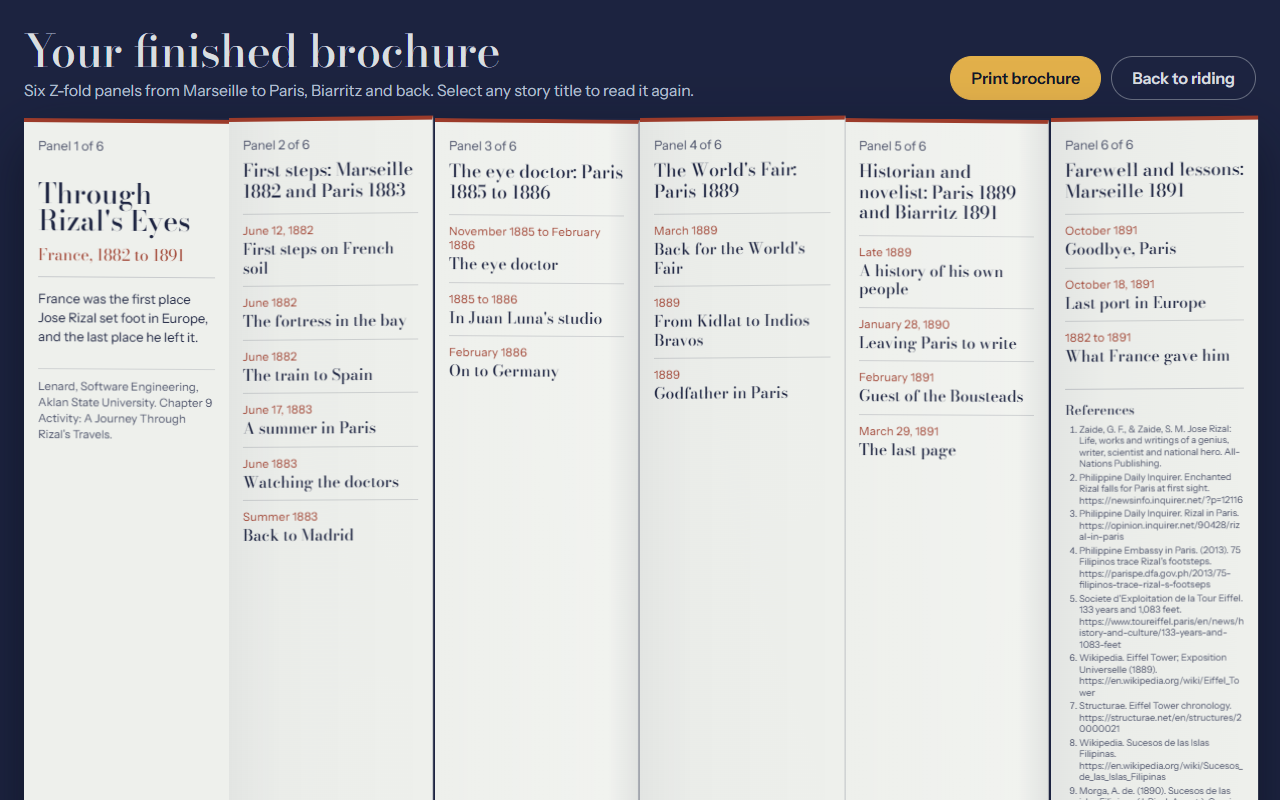 Your finished brochure
Six Z-fold panels from Marseille to Paris, Biarritz and back. Select any story title to read it again.
Print brochure
Back to riding
Panel 1 of 6
Through
Rizal's Eyes
France, 1882 to 1891
France was the first place
Jose Rizal set foot in Europe,
and the last place he left it.
Lenard, Software Engineering,
Aklan State University. Chapter 9
Activity: A Journey Through
Rizal's Travels.
Panel 2 of 6
First steps: Marseille
1882 and Paris 1883
June 12, 1882
First steps on French
soil
June 1882
The fortress in the bay
June 1882
The train to Spain
June 17, 1883
A summer in Paris
June 1883
Watching the doctors
Summer 1883
Back to Madrid
Panel 3 of 6
The eye doctor: Paris
1885 to 1886
November 1885 to February
1886
The eye doctor
1885 to 1886
In Juan Luna's studio
February 1886
On to Germany
Panel 4 of 6
The World's Fair:
Paris 1889
March 1889
Back for the World's
Fair
1889
From Kidlat to Indios
Bravos
1889
Godfather in Paris
Panel 5 of 6
Historian and
novelist: Paris 1889
and Biarritz 1891
Late 1889
A history of his own
people
January 28, 1890
Leaving Paris to write
February 1891
Guest of the Bousteads
March 29, 1891
The last page
Panel 6 of 6
Farewell and lessons:
Marseille 1891
October 1891
Goodbye, Paris
October 18, 1891
Last port in Europe
1882 to 1891
What France gave him
References
1. Zaide, G. F., & Zaide, S. M. Jose Rizal:
Life, works and writings of a genius,
writer, scientist and national hero. All-
Nations Publishing.
2. Philippine Daily Inquirer. Enchanted
Rizal falls for Paris at first sight.
https://newsinfo.inquirer.net/?p=12116
3. Philippine Daily Inquirer. Rizal in Paris.
https://opinion.inquirer.net/90428/riz
al-in-paris
4. Philippine Embassy in Paris. (2013). 75
Filipinos trace Rizal's footsteps.
https://parispe.dfa.gov.ph/2013/75-
filipinos-trace-rizal-s-footseps
5. Societe d'Exploitation de la Tour Eiffel.
133 years and 1,083 feet.
https://www.toureiffel.paris/en/news/h
istory-and-culture/133-years-and-
1083-feet
6. Wikipedia. Eiffel Tower; Exposition
Universelle (1889).
https://en.wikipedia.org/wiki/Eiffel_To
wer
7. Structurae. Eiffel Tower chronology.
https://structurae.net/en/structures/2
0000021
8. Wikipedia. Sucesos de las Islas
Filipinas.
https://en.wikipedia.org/wiki/Sucesos_
de_las_Islas_Filipinas
9. Morga, A. de. (1890). Sucesos de las